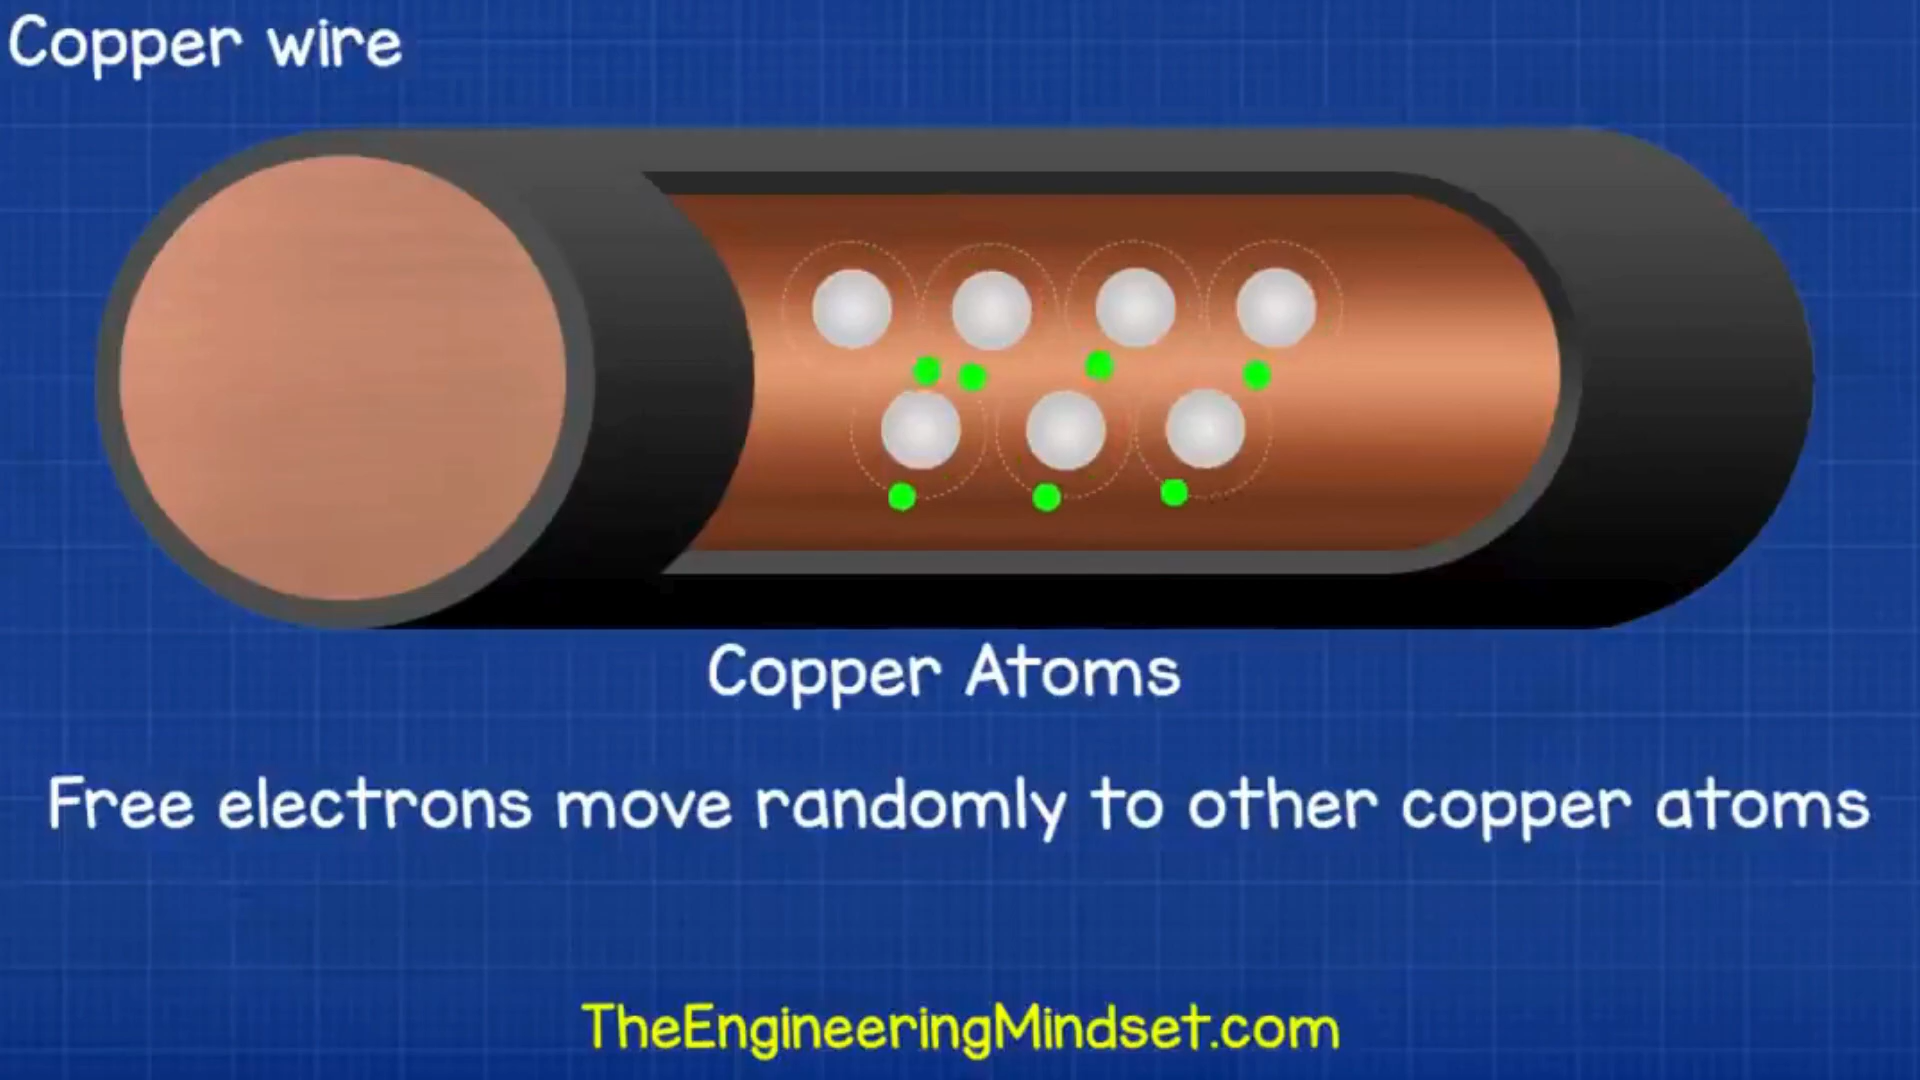 Copper wire
Copper Atoms
Free electrons move randomly to other copper atoms
TheEngineeringMindset.com